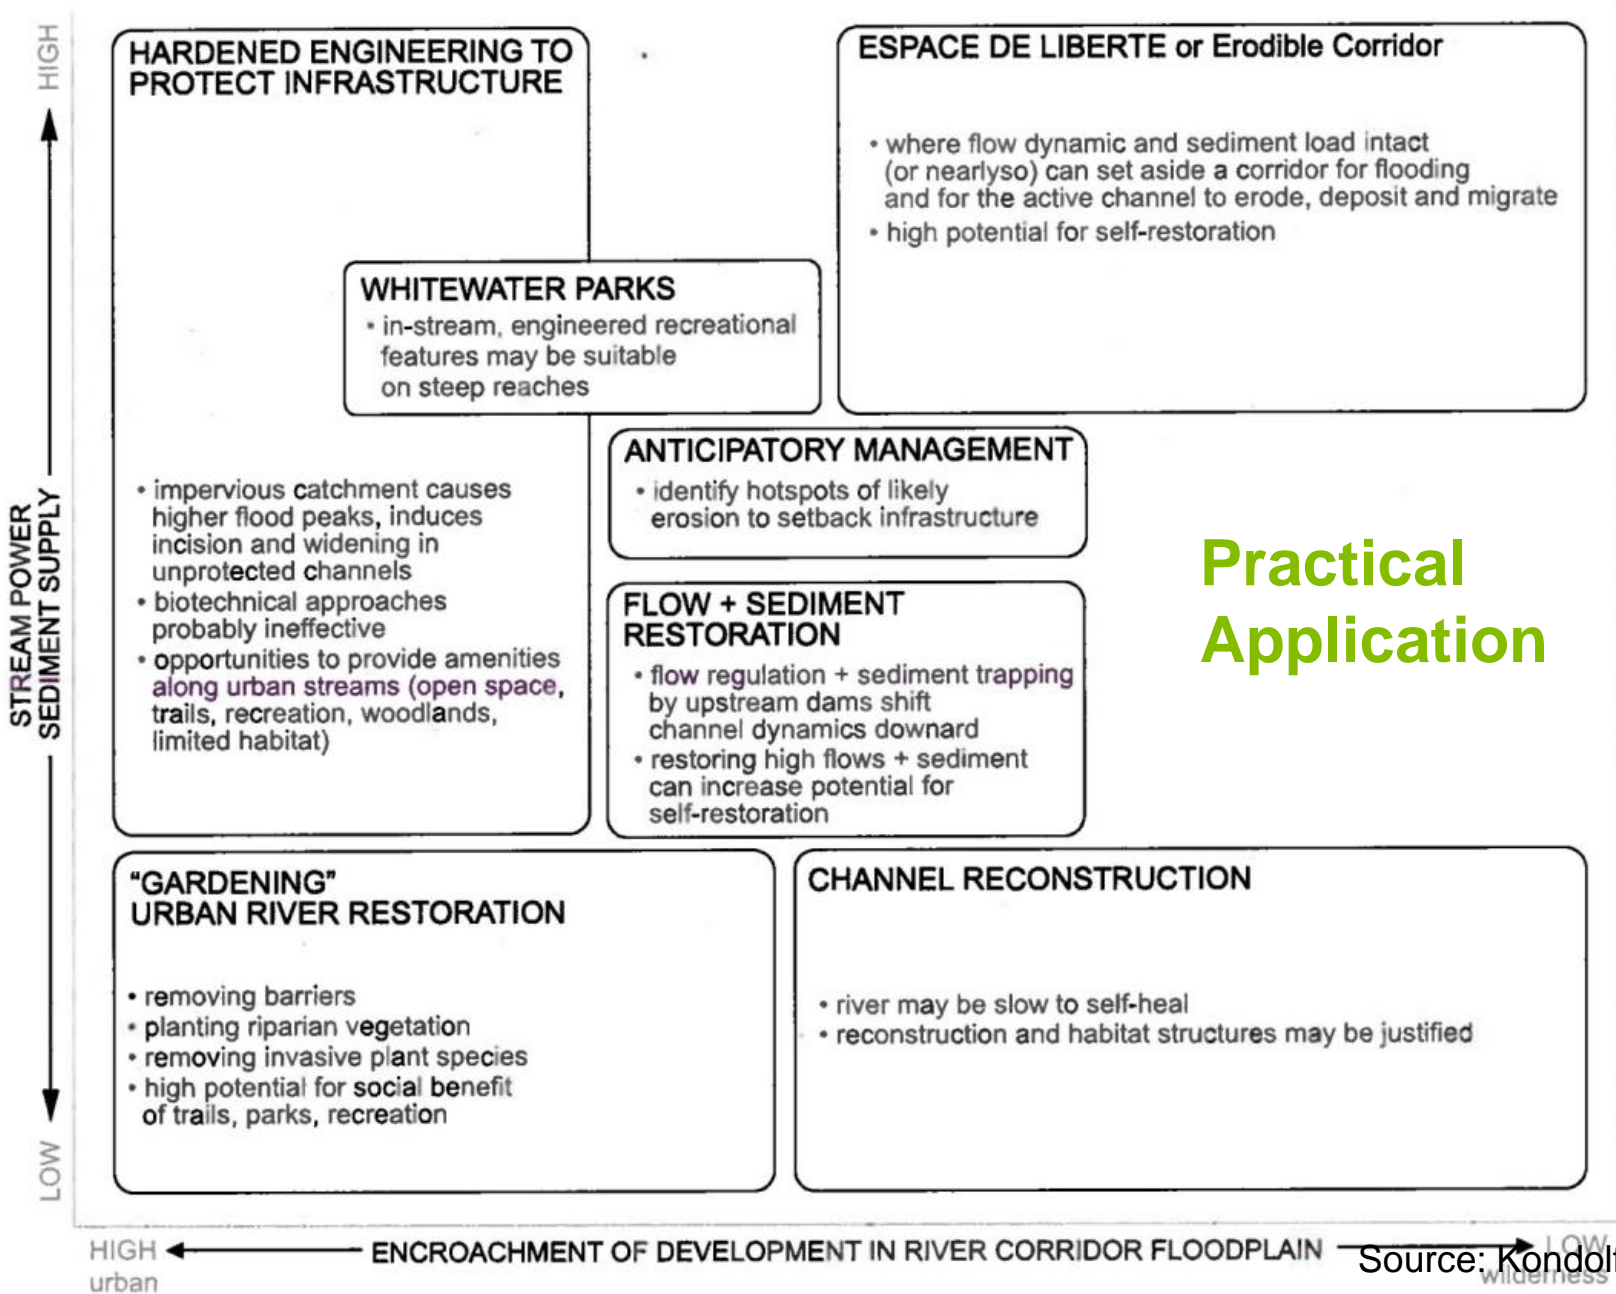 HIGH
HARDENED ENGINEERING TO
PROTECT INFRASTRUCTURE
• impervious catchment causes
higher flood peaks, induces
incision and widening in
unprotected channels
• biotechnical approaches
probably ineffective
• opportunities to provide amenities
along urban streams (open space,
trails, recreation, woodlands,
limited habitat)
ESPACE DE LIBERTE or Erodible Corridor
• where flow dynamic and sediment load intact
(or nearlyso) can set aside a corridor for flooding
and for the active channel to erode, deposit and migrate
• high potential for self-restoration
WHITEWATER PARKS
• in-stream, engineered recreational
features may be suitable
on steep reaches
ANTICIPATORY MANAGEMENT
• identify hotspots of likely
erosion to setback infrastructure
FLOW + SEDIMENT
RESTORATION
• flow regulation + sediment trapping
by upstream dams shift
channel dynamics downard
• restoring high flows + sediment
can increase potential for
self-restoration
Practical
Application
STREAM POWER
SEDIMENT SUPPLY
"GARDENING"
URBAN RIVER RESTORATION
• removing barriers
• planting riparian vegetation
• removing invasive plant species
• high potential for social benefit
of trails, parks, recreation
CHANNEL RECONSTRUCTION
• river may be slow to self-heal
• reconstruction and habitat structures may be justified
LOW
HIGH
urban
ENCROACHMENT OF DEVELOPMENT IN RIVER CORRIDOR FLOODPLAIN
LOW
wilderness
Source: Kondolf